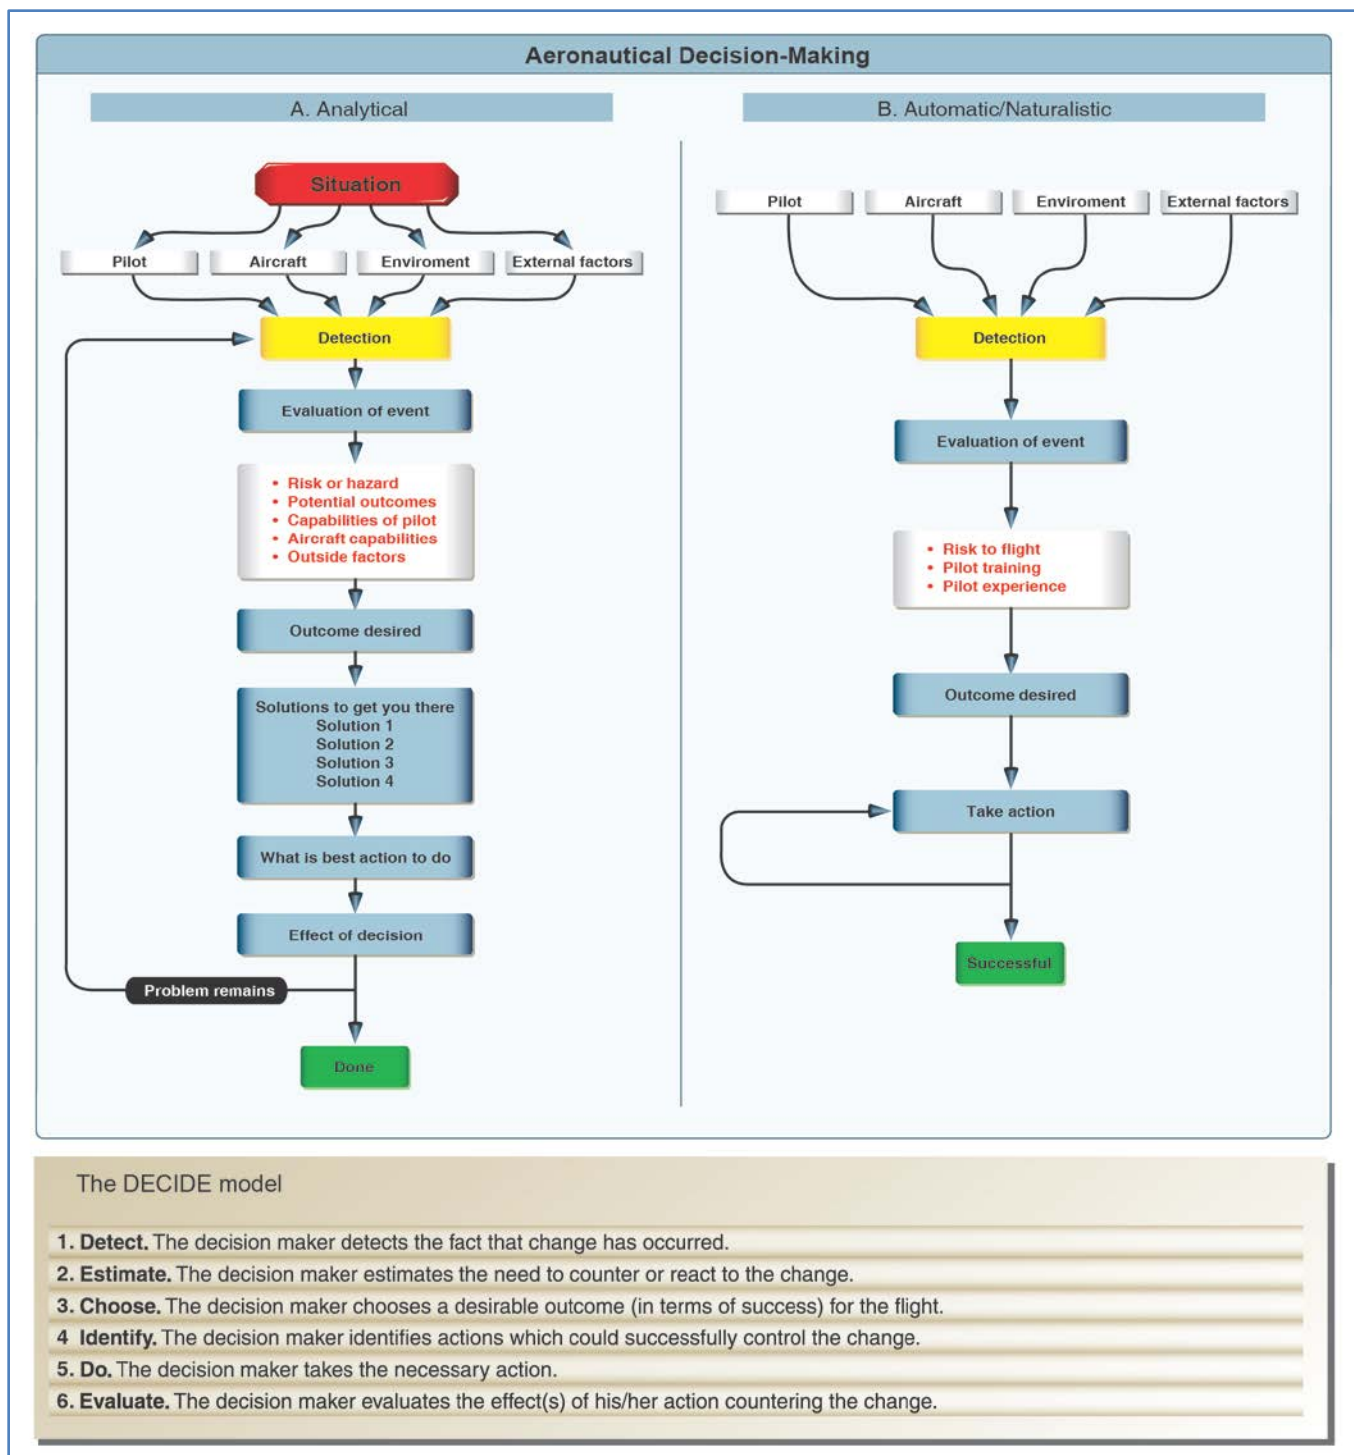 Aeronautical Decision-Making
A. Analytical
Situation
Pilot
Aircraft
Enviroment
External factors
Detection
Evaluation of event
• Risk or hazard
• Potential outcomes
• Capabilities of pilot
• Aircraft capabilities
• Outside factors
Outcome desired
Solutions to get you there
Solution 1
Solution 2
Solution 3
Solution 4
What is best action to do
Effect of decision
Problem remains
Done
B. Automatic/Naturalistic
Pilot
Aircraft
Enviroment
External factors
Detection
Evaluation of event
• Risk to flight
• Pilot training
• Pilot experience
Outcome desired
Take action
Successful
The DECIDE model
1. Detect. The decision maker detects the fact that change has occurred.
2. Estimate. The decision maker estimates the need to counter or react to the change.
3. Choose. The decision maker chooses a desirable outcome (in terms of success) for the flight.
4 Identify. The decision maker identifies actions which could successfully control the change.
5. Do. The decision maker takes the necessary action.
6. Evaluate. The decision maker evaluates the effect(s) of his/her action countering the change.